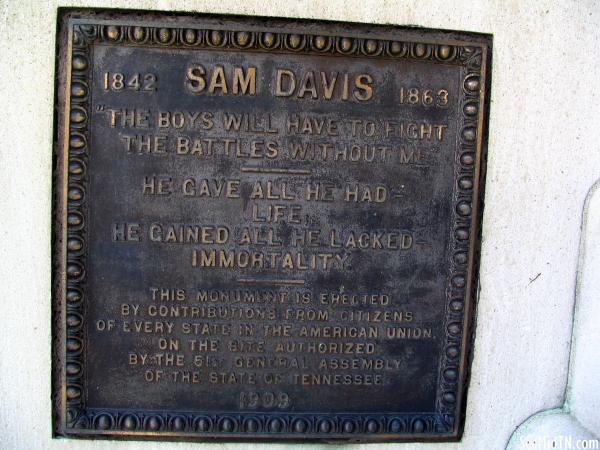 1842 SAM DAVIS 1863
"THE BOYS WILL HAVE TO FIGHT
THE BATTLES WITHOUT ME
HE GAVE ALL HE HAD-
LIFE,
HE GAINED ALL HE LACKED-
IMMORTALITY.
THIS MONUMENT IS ERECTED
BY CONTRIBUTIONS FROM CITIZENS
OF EVERY STATE IN THE AMERICAN UNION
ON THE SITE AUTHORIZED
BY THE 51ST GENERAL ASSEMBLY
OF THE STATE OF TENNESSEE
1909
SeeMidTN.com